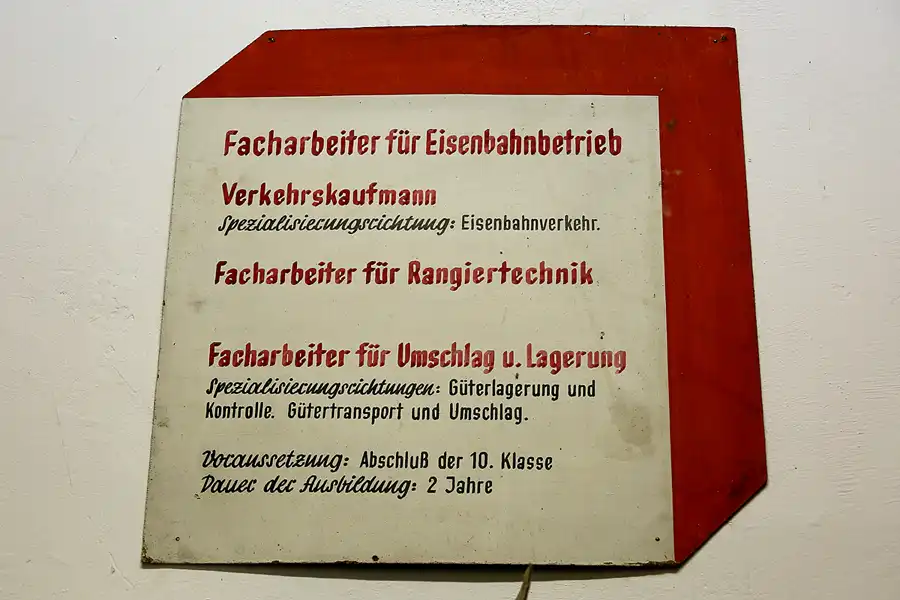 Facharbeiter für Eisenbahnbetrieb
Verkehrskaufmann
Spezialisierungsrichtung: Eisenbahnverkehr.
Facharbeiter für Rangiertechnik
Facharbeiter für Umschlag u. Lagerung
Spezialisierungsrichtungen: Güterlagerung und
Kontrolle. Gütertransport und Umschlag.
Voraussetzung: Abschluß der 10. Klasse
Dauer der Ausbildung: 2 Jahre